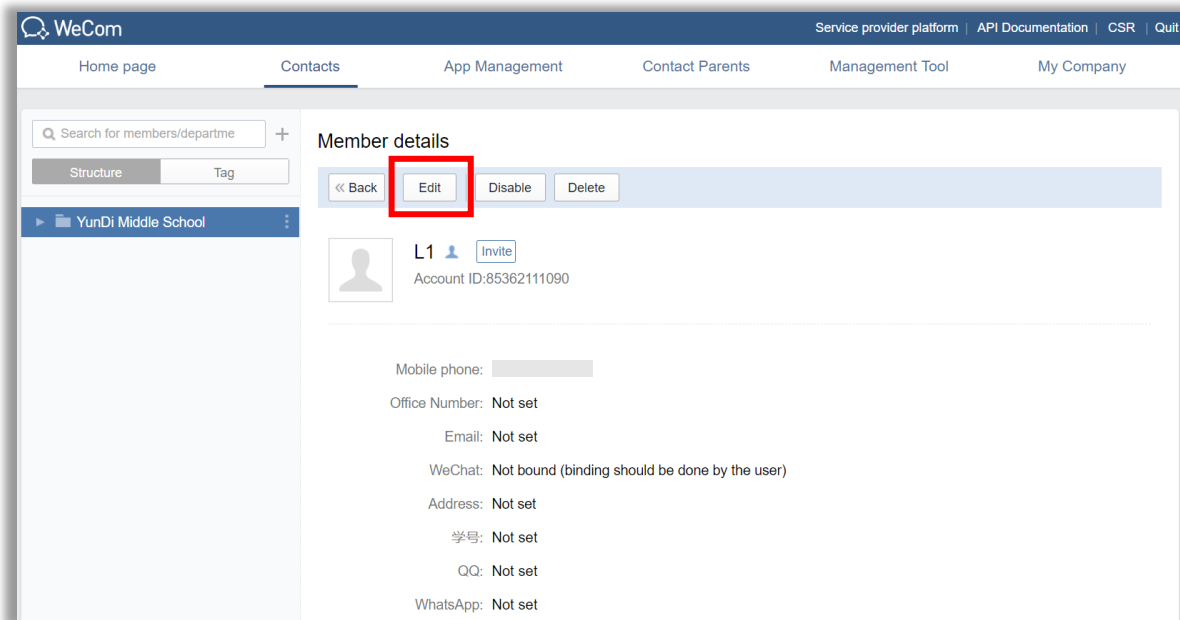 WeCom
Service provider platform | API Documentation | CSR | Quit
Home page Contacts App Management Contact Parents Management Tool My Company
Search for members/departme +
Structure Tag
YunDi Middle School
Member details
« Back Edit Disable Delete
L1 Invite
Account ID:85362111090
Mobile phone:
Office Number: Not set
Email: Not set
WeChat: Not bound (binding should be done by the user)
Address: Not set
学号: Not set
QQ: Not set
WhatsApp: Not set